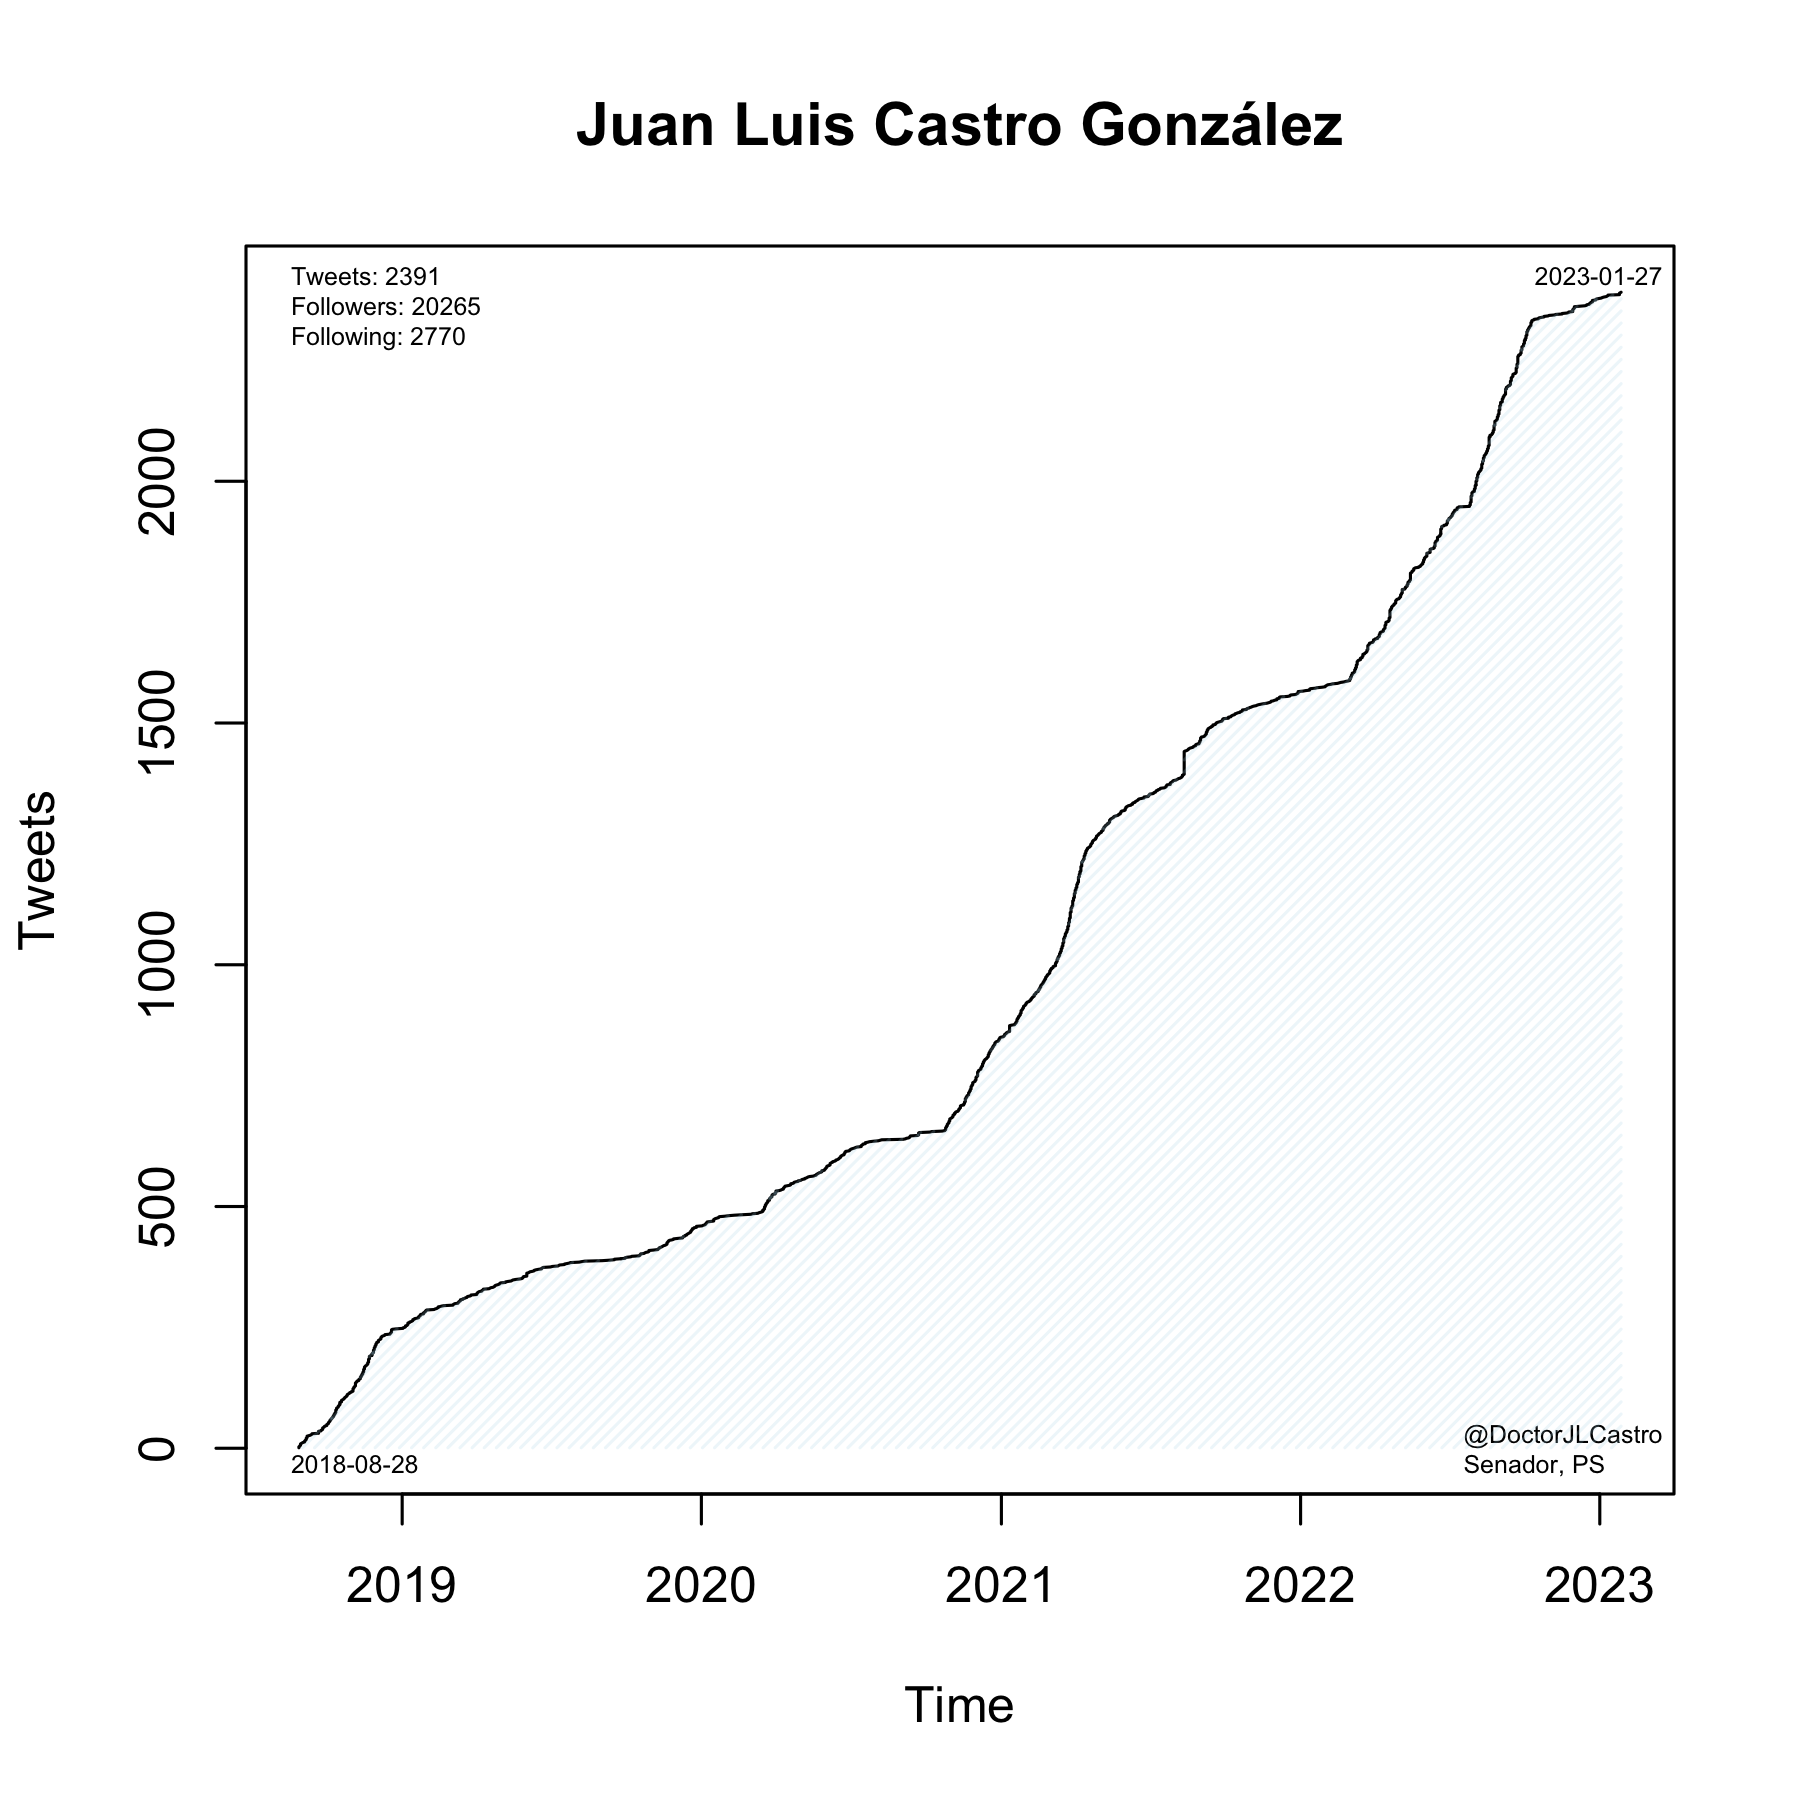 Juan Luis Castro González
Tweets: 2391
Followers: 20265
Following: 2770
2023-01-27
2000
1500
1000
500
0
Tweets
2018-08-28
@DoctorJLCastro
Senador, PS
2019
2020
2021
2022
2023
Time